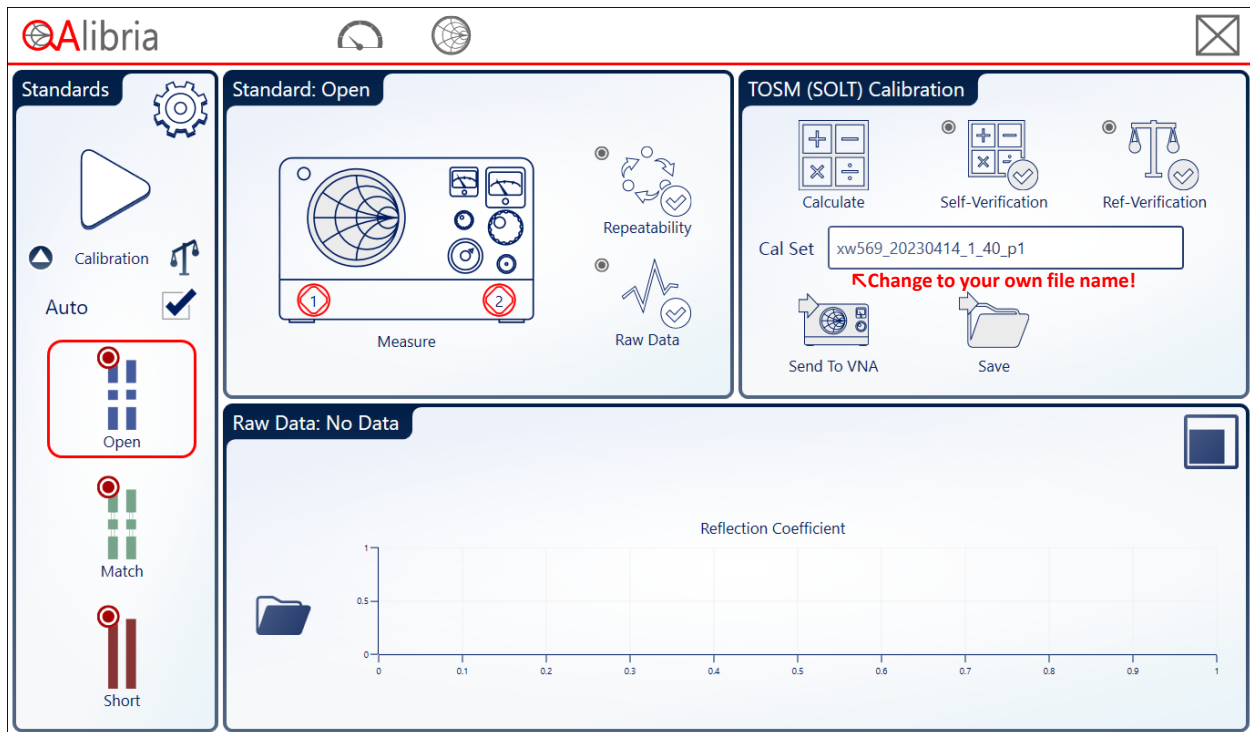 QAlibria
Standards
Calibration
Auto
Open
Match
Short
Standard: Open
1
2
Measure
Repeatability
Raw Data
TOSM (SOLT) Calibration
Calculate
Self-Verification
Ref-Verification
Cal Set
xw569_20230414_1_40_p1
↖Change to your own file name!
Send To VNA
Save
Raw Data: No Data
Reflection Coefficient
1
0.5
0
0 0.1 0.2 0.3 0.4 0.5 0.6 0.7 0.8 0.9 1